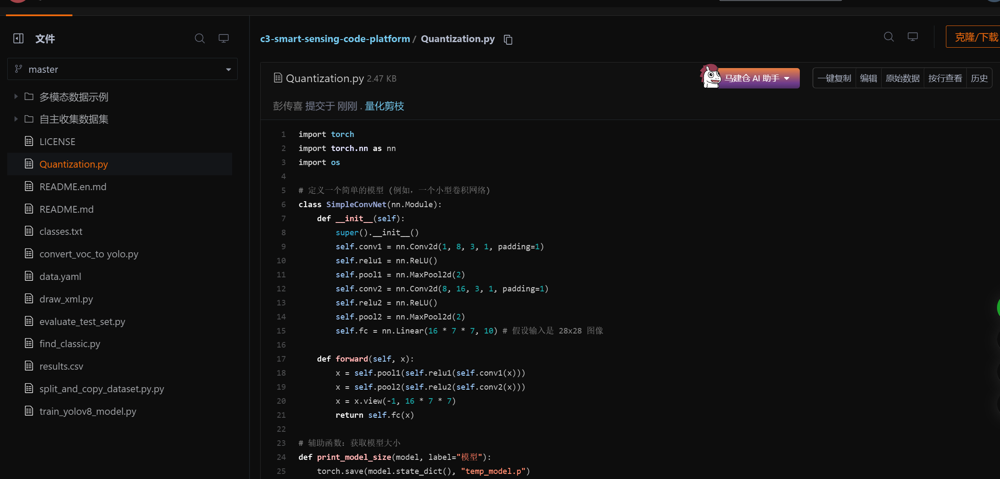 文件
master
多模态数据示例
自主收集数据集
LICENSE
Quantization.py
README.en.md
README.md
classes.txt
convert_voc_to yolo.py
data.yaml
draw_xml.py
evaluate_test_set.py
find_classic.py
results.csv
split_and_copy_dataset.py.py
train_yolov8_model.py
c3-smart-sensing-code-platform / Quantization.py
克隆/下载
Quantization.py 2.47 KB
马建仓 AI 助手
一键复制 编辑 原始数据 按行查看 历史
彭传喜 提交于 刚刚 . 量化剪枝
1 import torch
2 import torch.nn as nn
3 import os
4
5 # 定义一个简单的模型 (例如，一个小型卷积网络)
6 class SimpleConvNet(nn.Module):
7     def __init__(self):
8         super().__init__()
9         self.conv1 = nn.Conv2d(1, 8, 3, 1, padding=1)
10         self.relu1 = nn.ReLU()
11         self.pool1 = nn.MaxPool2d(2)
12         self.conv2 = nn.Conv2d(8, 16, 3, 1, padding=1)
13         self.relu2 = nn.ReLU()
14         self.pool2 = nn.MaxPool2d(2)
15         self.fc = nn.Linear(16 * 7 * 7, 10) # 假设输入是 28x28 图像
16
17     def forward(self, x):
18         x = self.pool1(self.relu1(self.conv1(x)))
19         x = self.pool2(self.relu2(self.conv2(x)))
20         x = x.view(-1, 16 * 7 * 7)
21         return self.fc(x)
22
23 # 辅助函数：获取模型大小
24 def print_model_size(model, label="模型"):
25     torch.save(model.state_dict(), "temp_model.p")